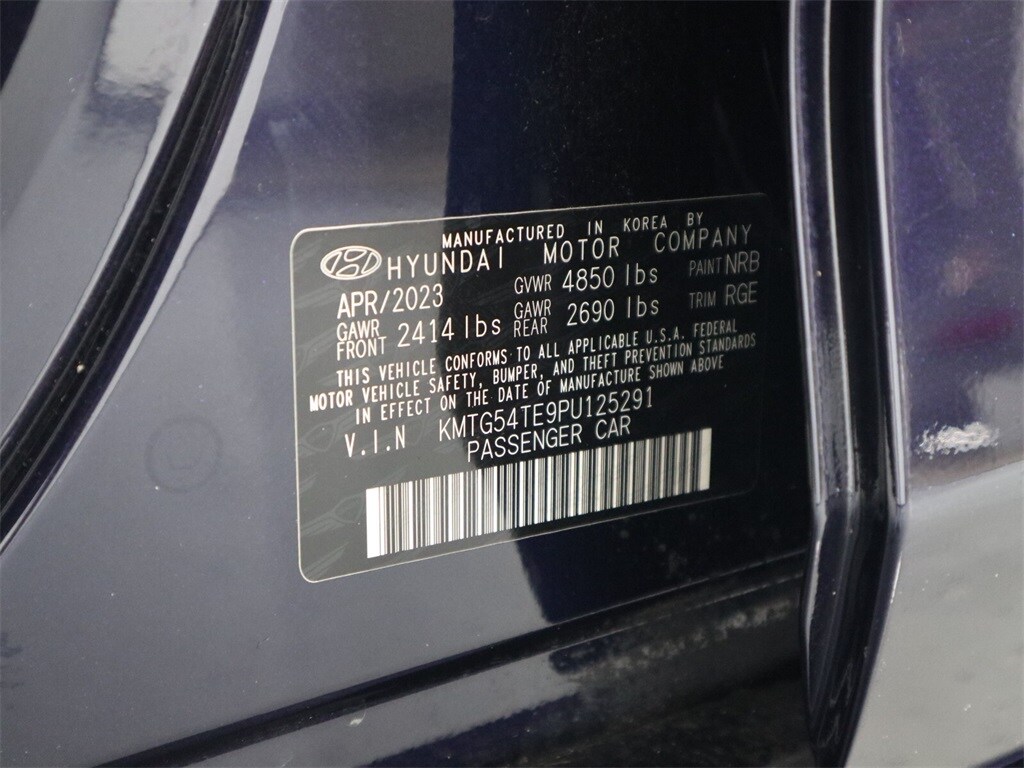 MANUFACTURED IN KOREA BY
HYUNDAI MOTOR COMPANY
APR/2023 GVWR 4850 lbs PAINT NRB
GAWR FRONT 2414 lbs GAWR REAR 2690 lbs TRIM RGE
THIS VEHICLE CONFORMS TO ALL APPLICABLE U.S.A. FEDERAL
MOTOR VEHICLE SAFETY, BUMPER, AND THEFT PREVENTION STANDARDS
IN EFFECT ON THE DATE OF MANUFACTURE SHOWN ABOVE
V.I.N KMTG54TE9PU125291
PASSENGER CAR